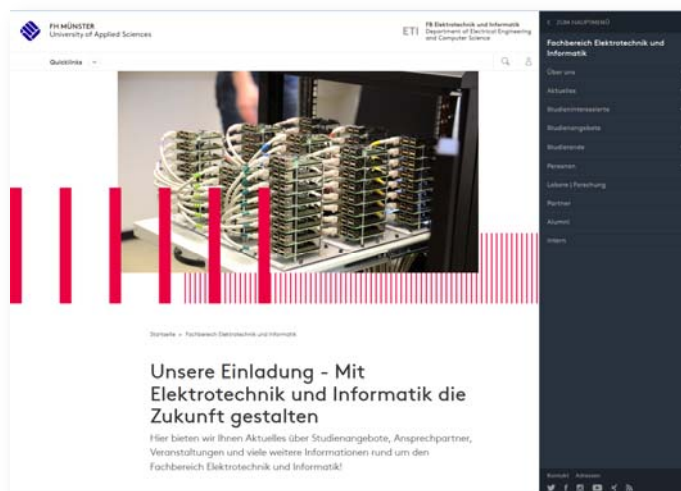 FH MÜNSTER
University of Applied Sciences
ETI
FB Elektrotechnik und Informatik
Department of Electrical Engineering
and Computer Science
Quicklinks
Startseite > Fachbereich Elektrotechnik und Informatik
Unsere Einladung - Mit
Elektrotechnik und Informatik die
Zukunft gestalten
Hier bieten wir Ihnen Aktuelles über Studienangebote, Ansprechpartner,
Veranstaltungen und viele weitere Informationen rund um den
Fachbereich Elektrotechnik und Informatik!
ZUM HAUPTMENÜ
Fachbereich Elektrotechnik und
Informatik
Über uns
Aktuelles
Studieninteressierte
Studienangebote
Studierende
Personen
Labore | Forschung
Partner
Alumni
Intern
Kontakt Adressen